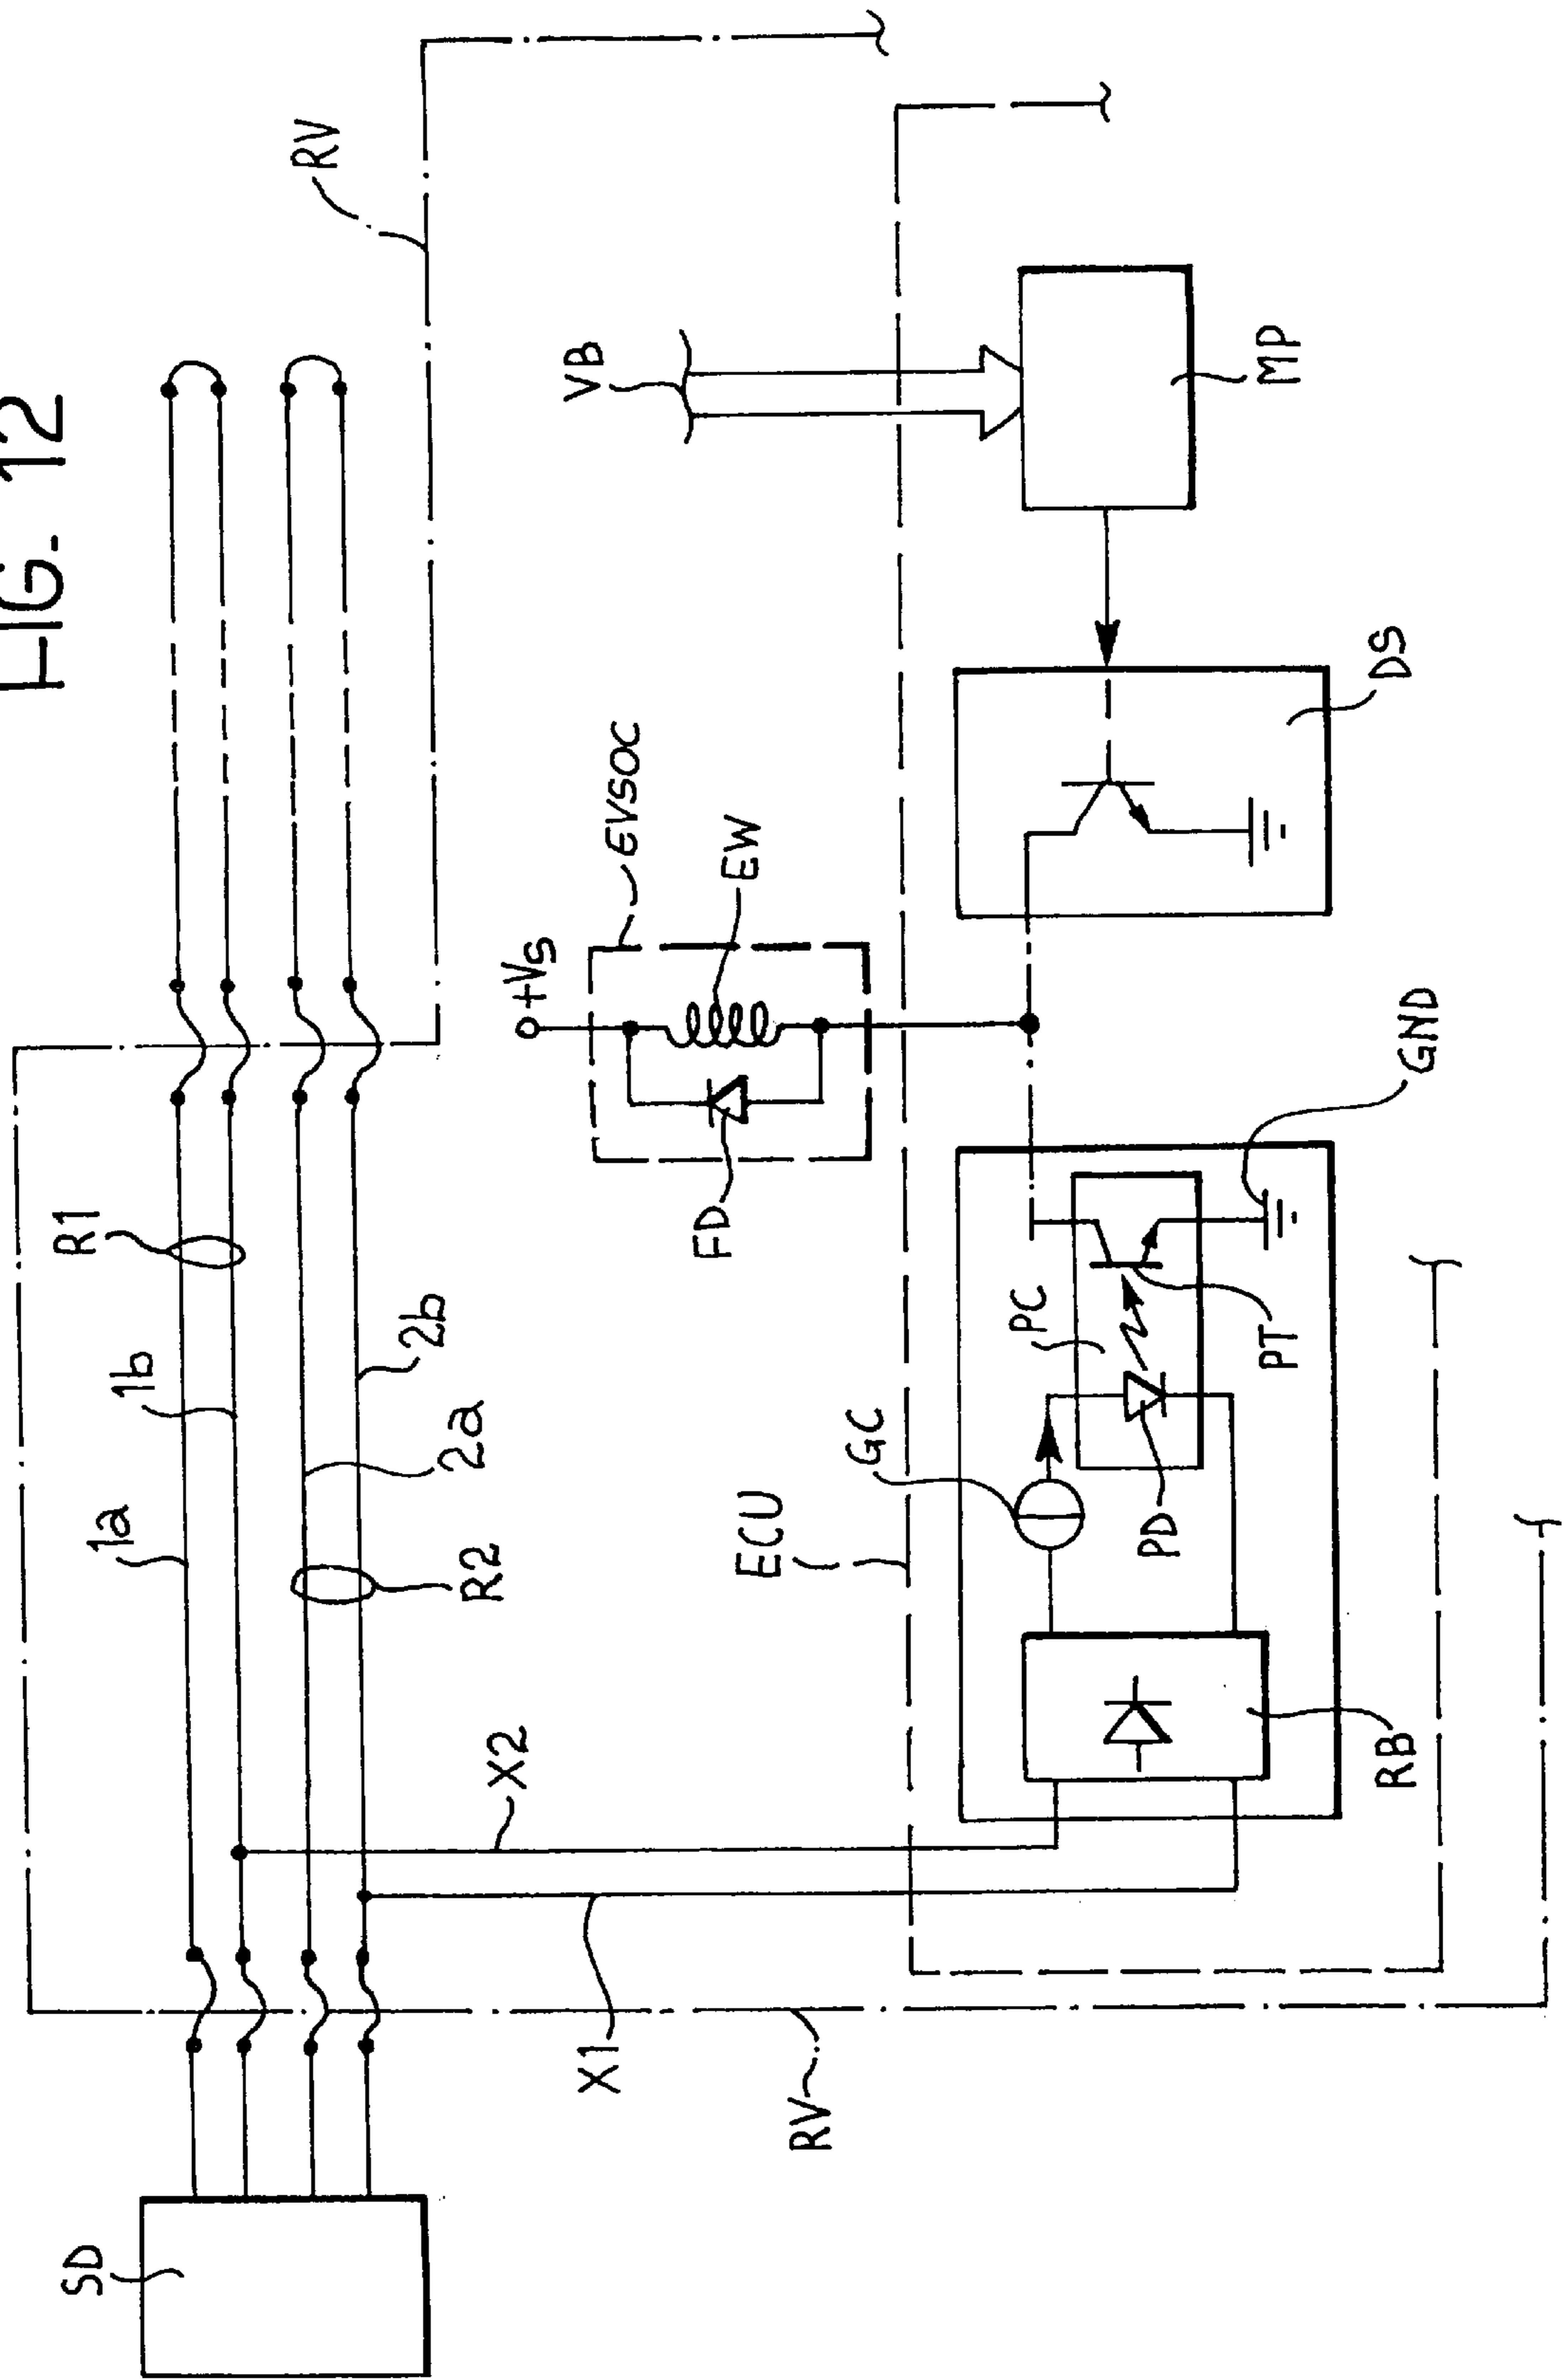 FIG. 12
RV
VB
MP
DS
EVSOC
EW
+Vs
FD
GND
R1
1b
1a
2b
2a
R2
PC
PT
GC
PD
ECU
RB
X2
X1
RV
SD